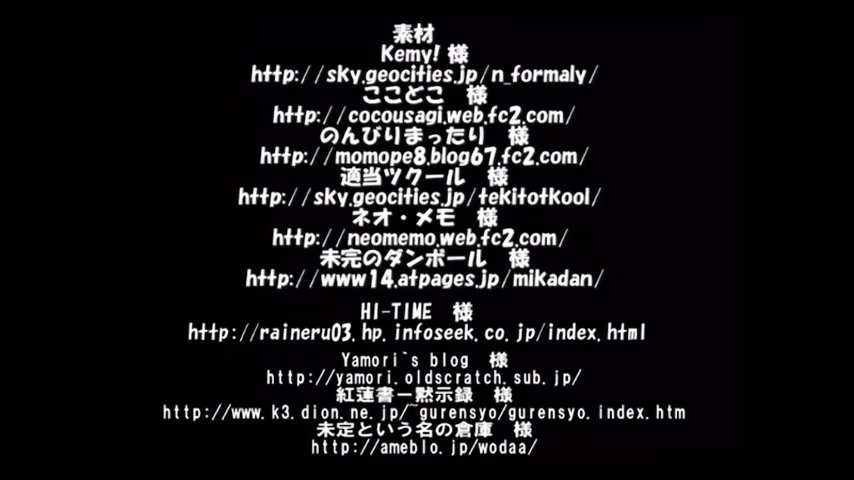 素材
Kemy! 様
http://sky.geocities.jp/n_formaly/
ここどこ 様
http://cocousagi.web.fc2.com/
のんびりまったり 様
http://momope8.blog67.fc2.com/
適当ツクール 様
http://sky.geocities.jp/tekitotkool/
ネオ・メモ 様
http://neomemo.web.fc2.com/
未完のダンボール 様
http://www14.atpages.jp/mikadan/
HI-TIME 様
http://raineru03.hp.infoseek.co.jp/index.html
Yamori`s blog 様
http://yamori.oldscratch.sub.jp/
紅蓮書ー黙示録 様
http://www.k3.dion.ne.jp/~gurensyo/gurensyo.index.htm
未定という名の倉庫 様
http://ameblo.jp/wodaa/